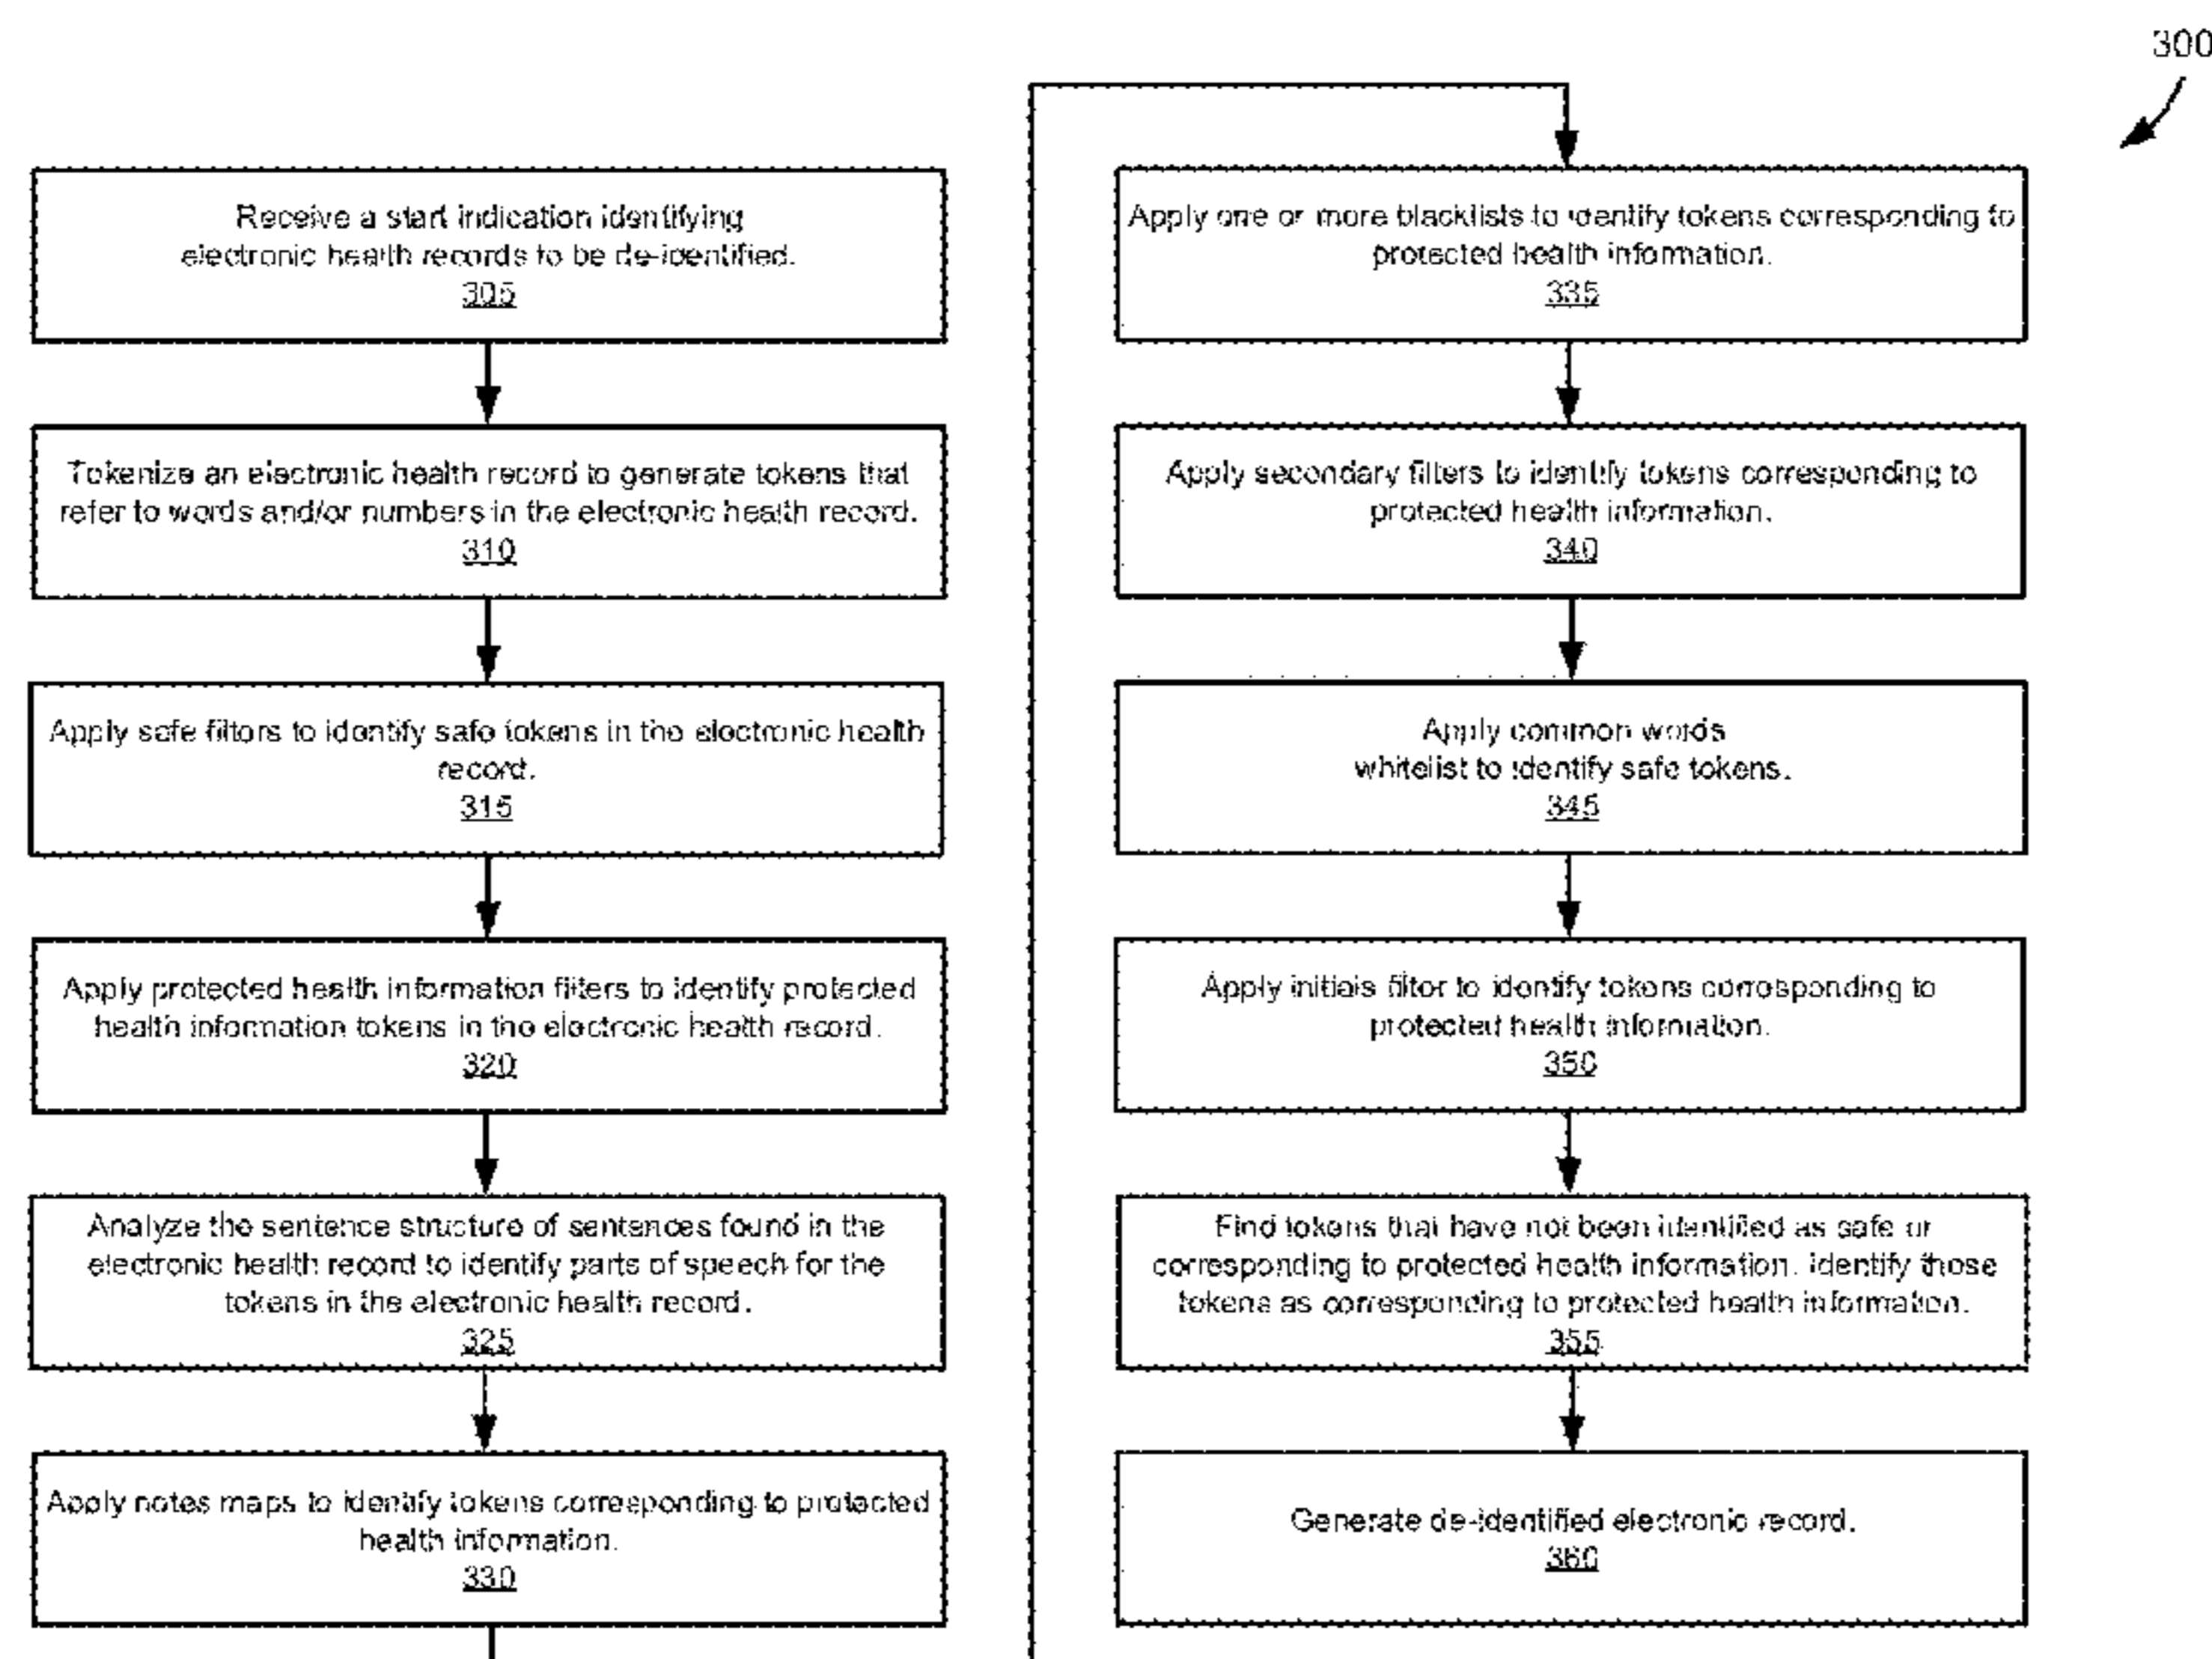 300
Receive a start indication identifying
electronic health records to be de-identified.
305
Tokenize an electronic health record to generate tokens that
refer to words and/or numbers in the electronic health record.
310
Apply safe filters to identify safe tokens in the electronic health
record.
315
Apply protected health information filters to identify protected
health information tokens in the electronic health record.
320
Analyze the sentence structure of sentences found in the
electronic health record to identify parts of speech for the
tokens in the electronic health record.
325
Apply notes maps to identify tokens corresponding to protected
health information.
330
Apply one or more blacklists to identify tokens corresponding to
protected health information.
335
Apply secondary filters to identify tokens corresponding to
protected health information.
340
Apply common words
whitelist to identify safe tokens.
345
Apply initials filter to identify tokens corresponding to
protected health information.
350
Find tokens that have not been identified as safe or
corresponding to protected health information. Identify those
tokens as corresponding to protected health information.
355
Generate de-identified electronic record.
360